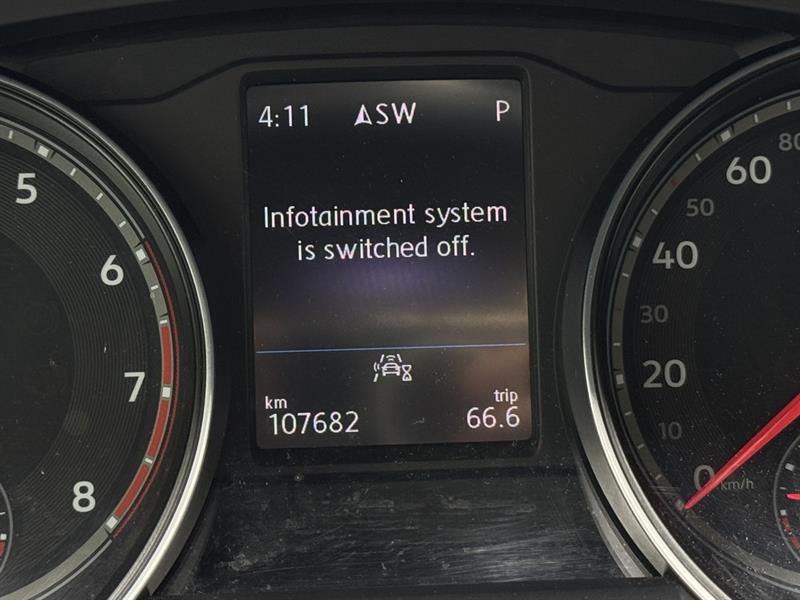 4:11 SW P
Infotainment system
is switched off.
km
107682
trip
66.6
5
6
7
8
80
60
50
40
30
20
10
0 km/h